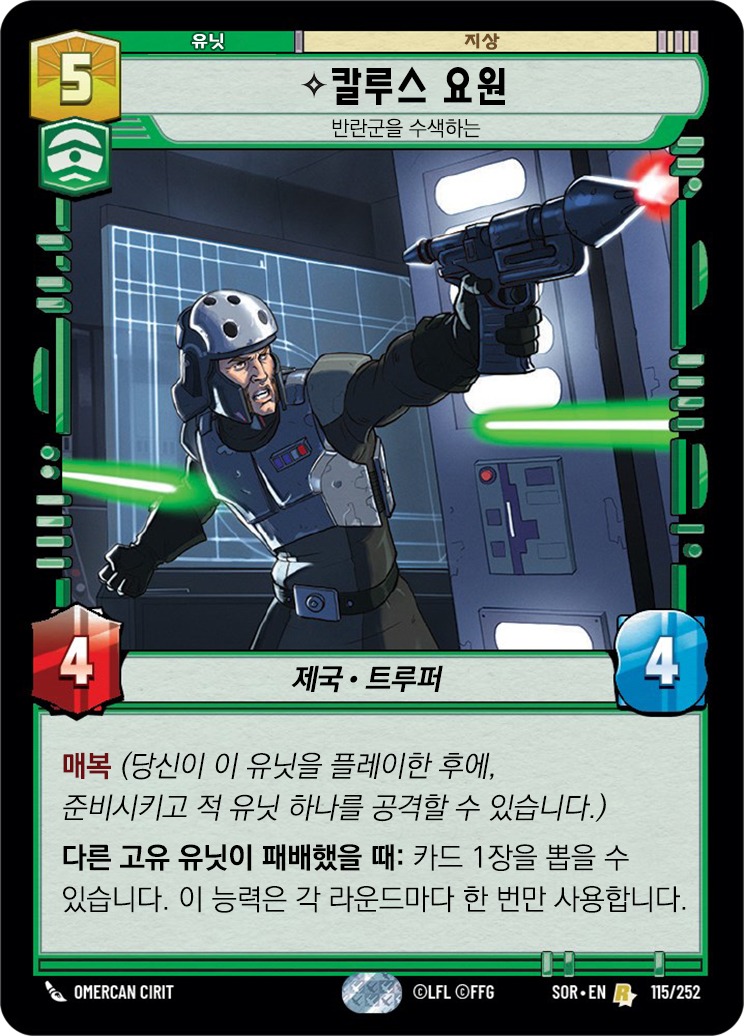 유닛
지상
5
✧칼루스 요원
반란군을 수색하는
4
제국 • 트루퍼
4
매복 (당신이 이 유닛을 플레이한 후에,
준비시키고 적 유닛 하나를 공격할 수 있습니다.)
다른 고유 유닛이 패배했을 때: 카드 1장을 뽑을 수
있습니다. 이 능력은 각 라운드마다 한 번만 사용합니다.
OMERCAN CIRIT
©LFL ©FFG
SOR • EN
R
115/252